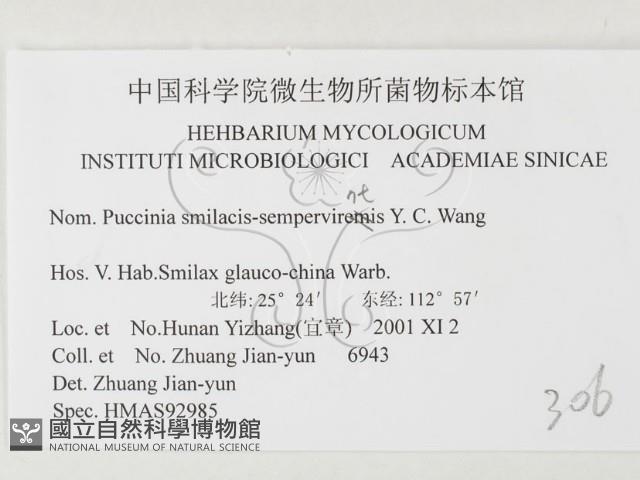 中国科学院微生物所菌物标本馆
HEHBARIUM MYCOLOGICUM
INSTITUTI MICROBIOLOGICI ACADEMIAE SINICAE
Nom. Puccinia smilacis-semperviremis Y. C. Wang
Hos. V. Hab.Smilax glauco-china Warb.
北纬:25° 24′ 东经:112° 57′
Loc. et No.Hunan Yizhang(宜章) 2001 XI 2
Coll. et No. Zhuang Jian-yun 6943
Det. Zhuang Jian-yun
Spec. HMAS92985
306
國立自然科學博物館
NATIONAL MUSEUM OF NATURAL SCIENCE